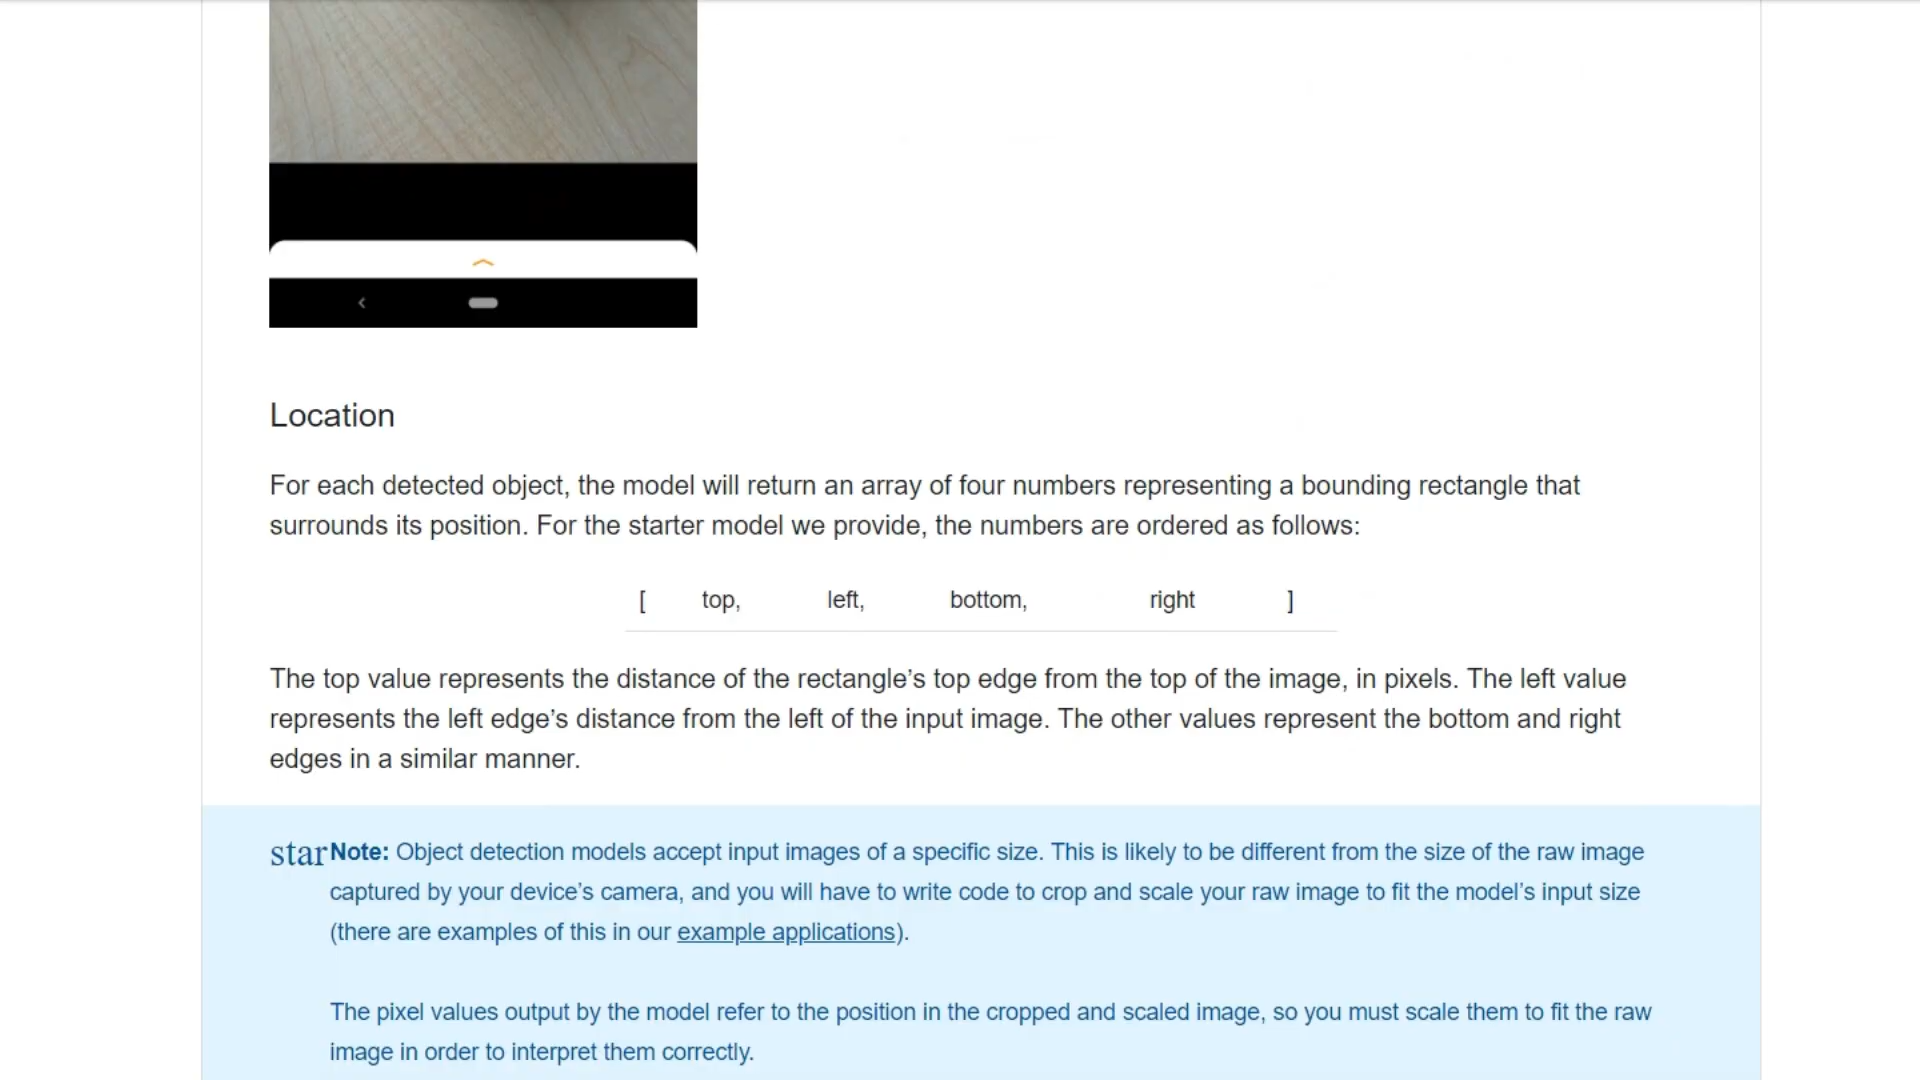 Location
For each detected object, the model will return an array of four numbers representing a bounding rectangle that
surrounds its position. For the starter model we provide, the numbers are ordered as follows:
[ top, left, bottom, right ]
The top value represents the distance of the rectangle’s top edge from the top of the image, in pixels. The left value
represents the left edge’s distance from the left of the input image. The other values represent the bottom and right
edges in a similar manner.
star Note: Object detection models accept input images of a specific size. This is likely to be different from the size of the raw image
captured by your device’s camera, and you will have to write code to crop and scale your raw image to fit the model’s input size
(there are examples of this in our example applications).
The pixel values output by the model refer to the position in the cropped and scaled image, so you must scale them to fit the raw
image in order to interpret them correctly.